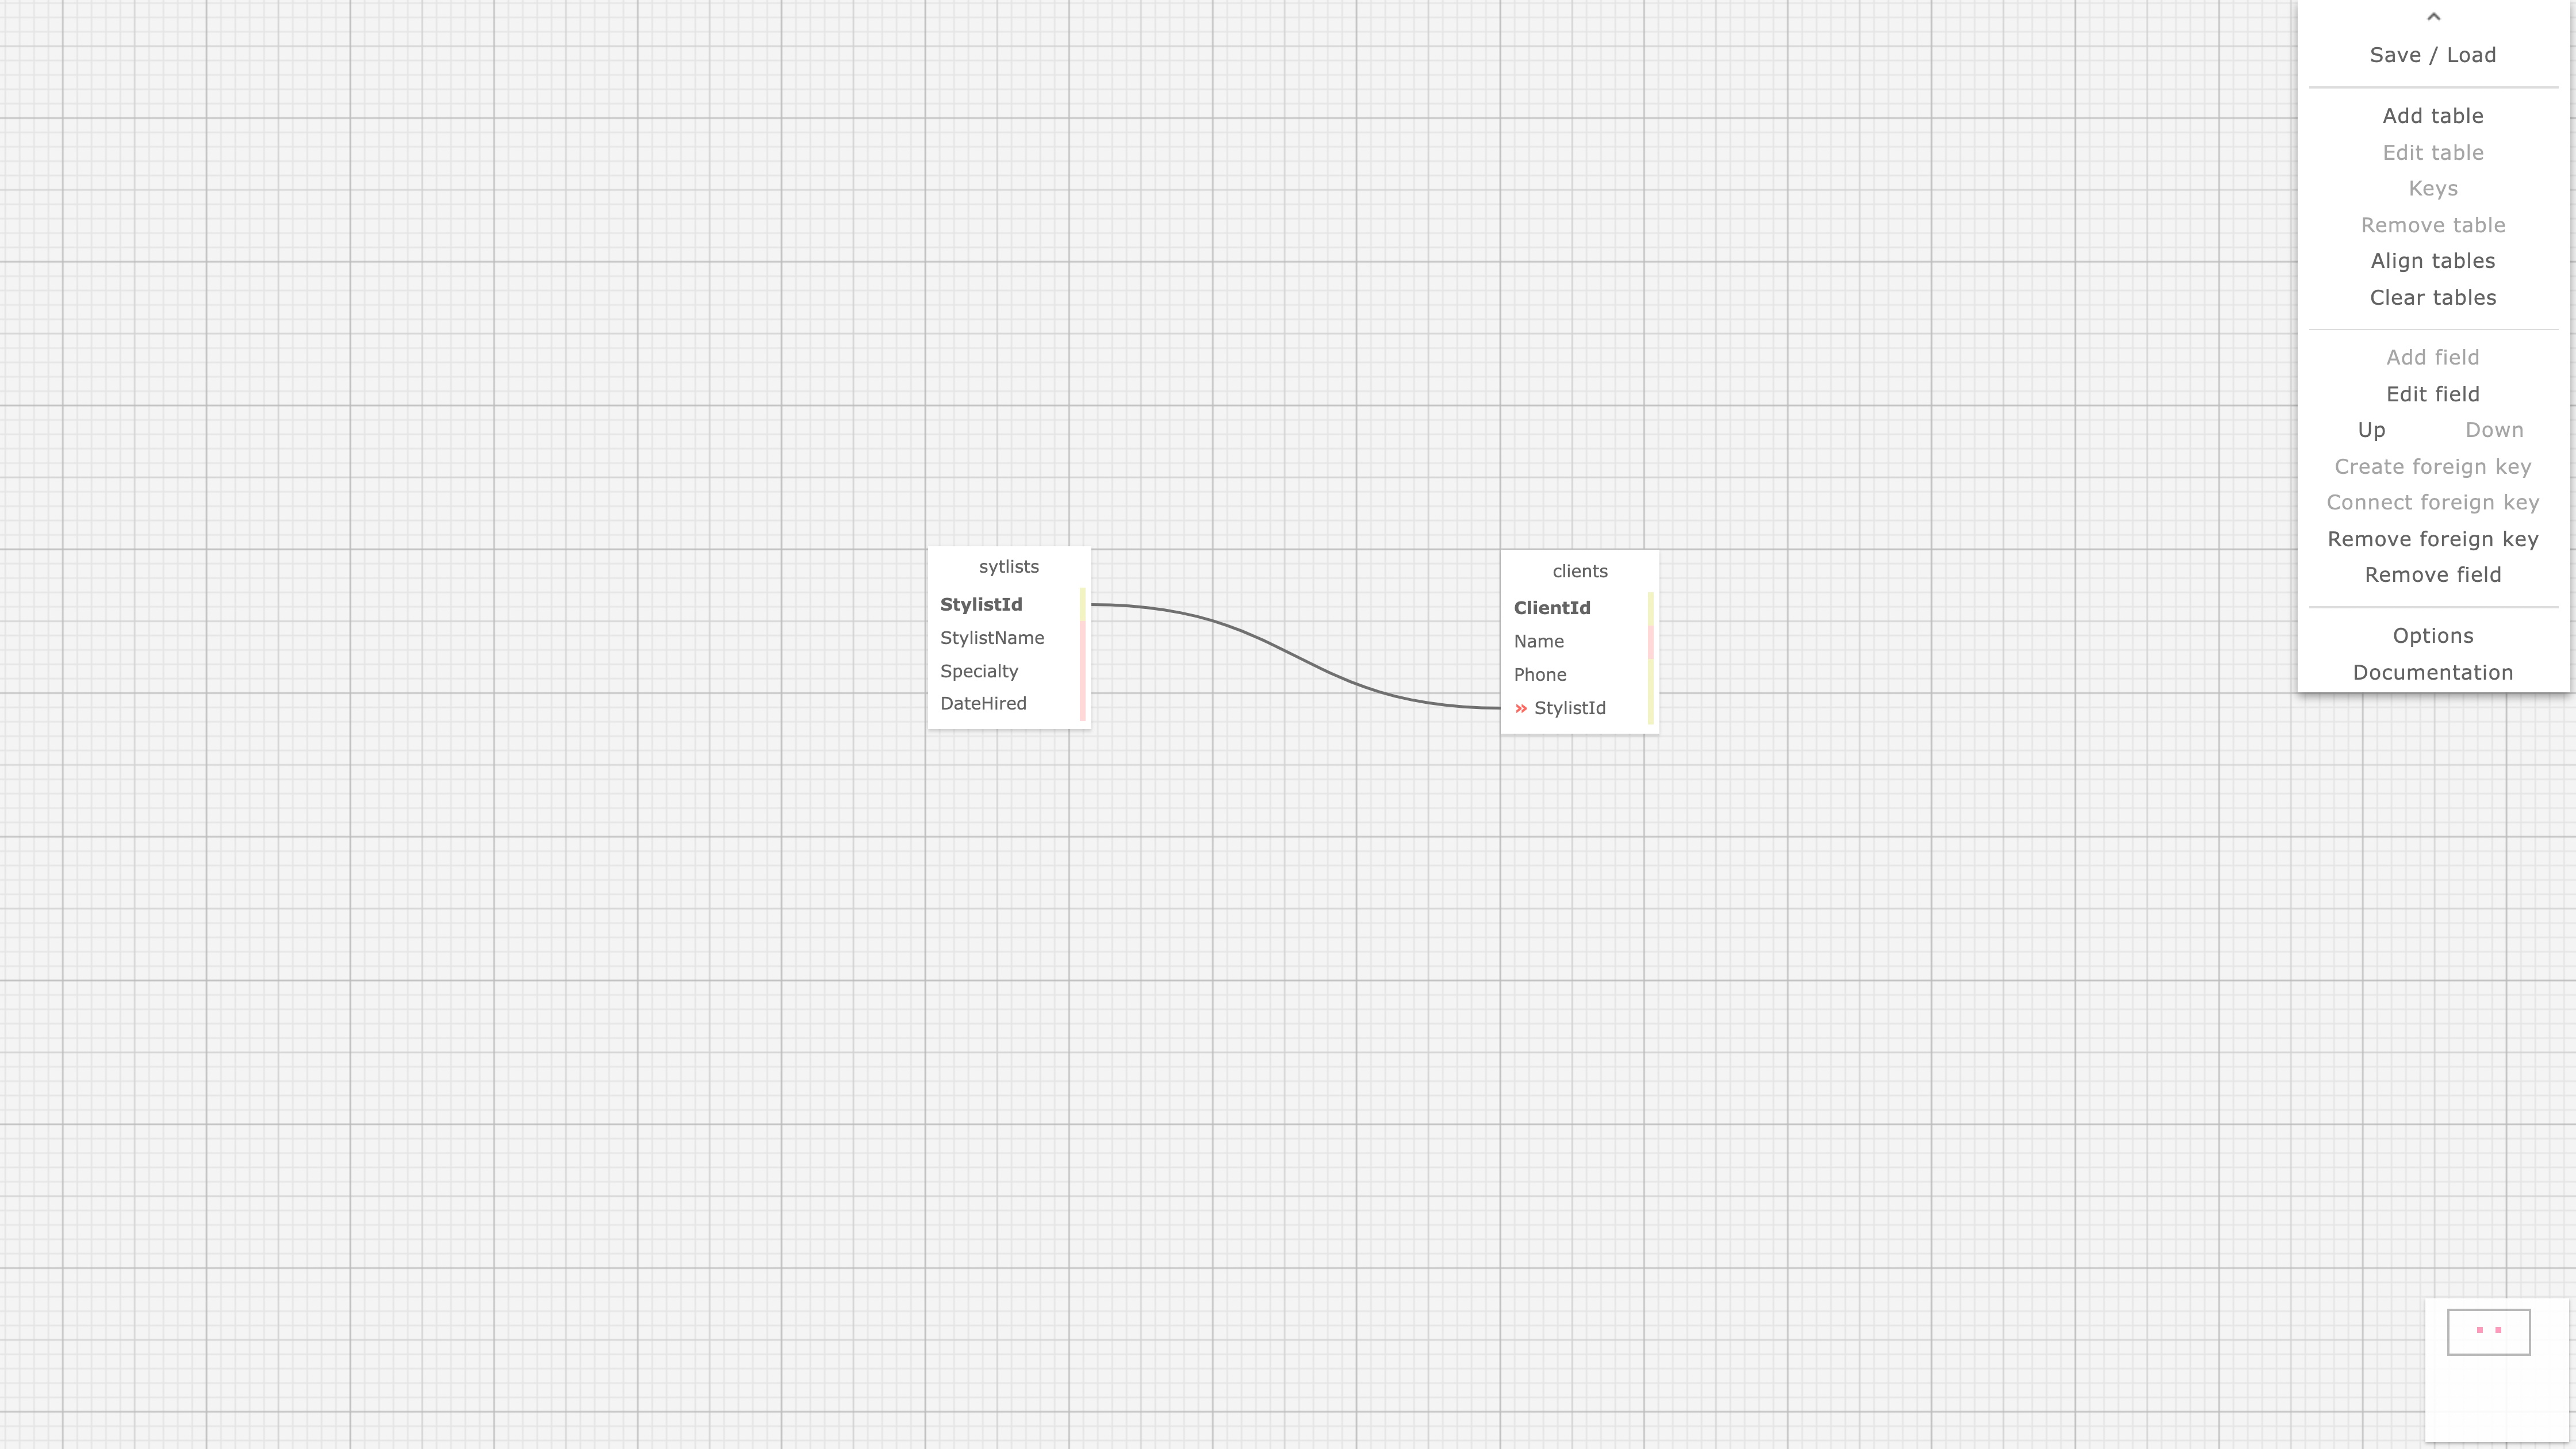 Save / Load
Add table
Edit table
Keys
Remove table
Align tables
Clear tables
Add field
Edit field
Up Down
Create foreign key
Connect foreign key
Remove foreign key
Remove field
Options
Documentation
sytlists
StylistId
StylistName
Specialty
DateHired
clients
ClientId
Name
Phone
» StylistId